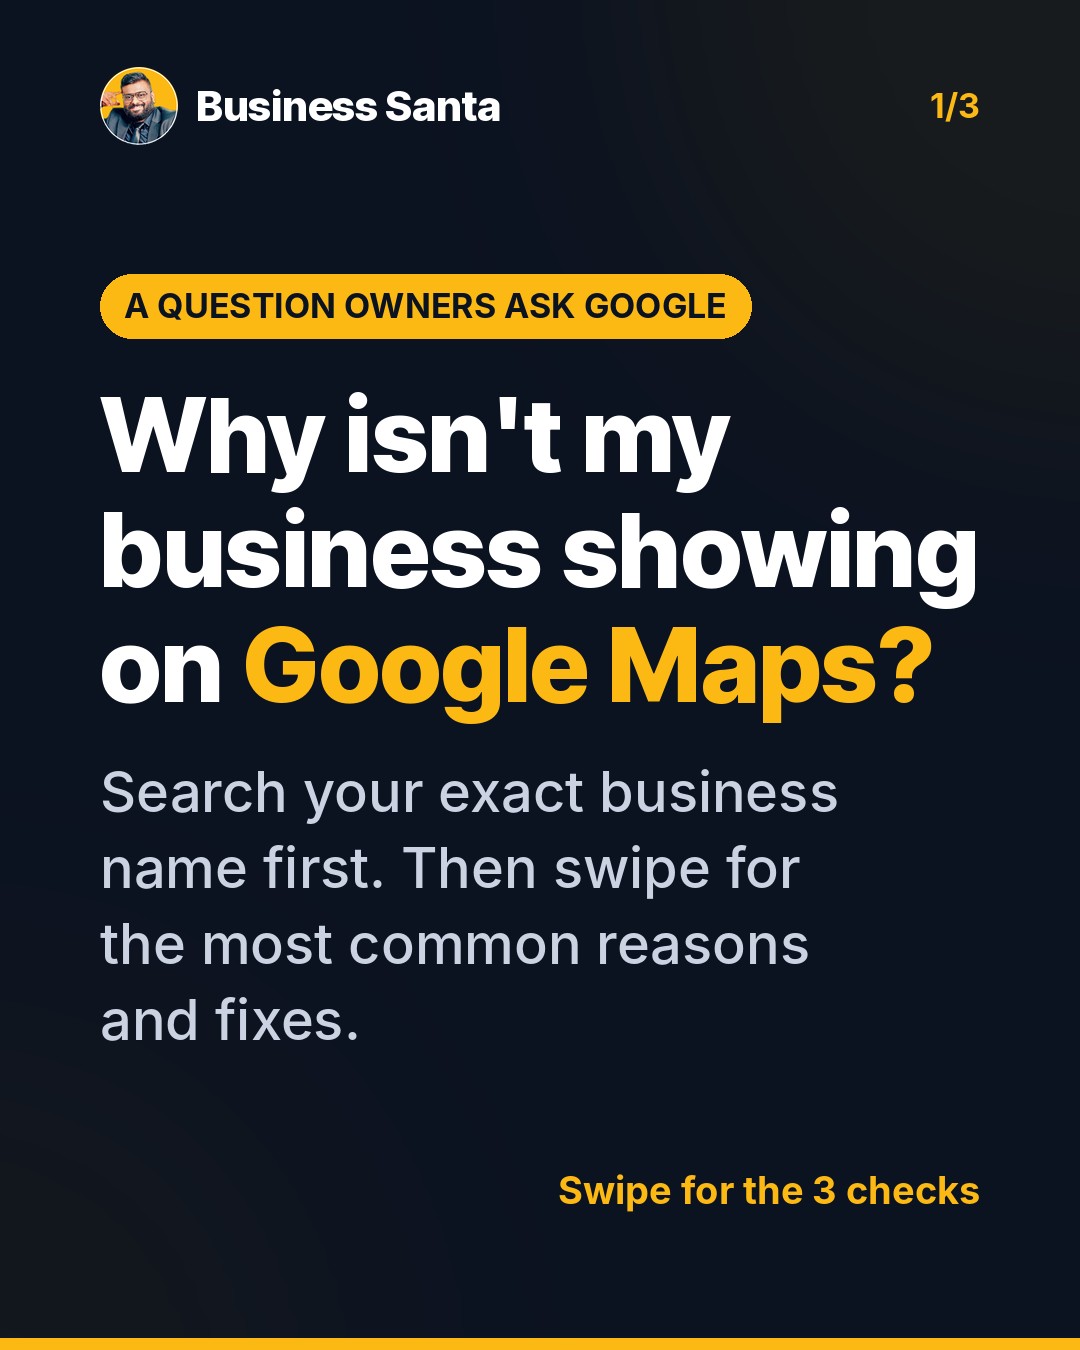 Business Santa
1/3
A QUESTION OWNERS ASK GOOGLE
Why isn't my
business showing
on Google Maps?
Search your exact business
name first. Then swipe for
the most common reasons
and fixes.
Swipe for the 3 checks